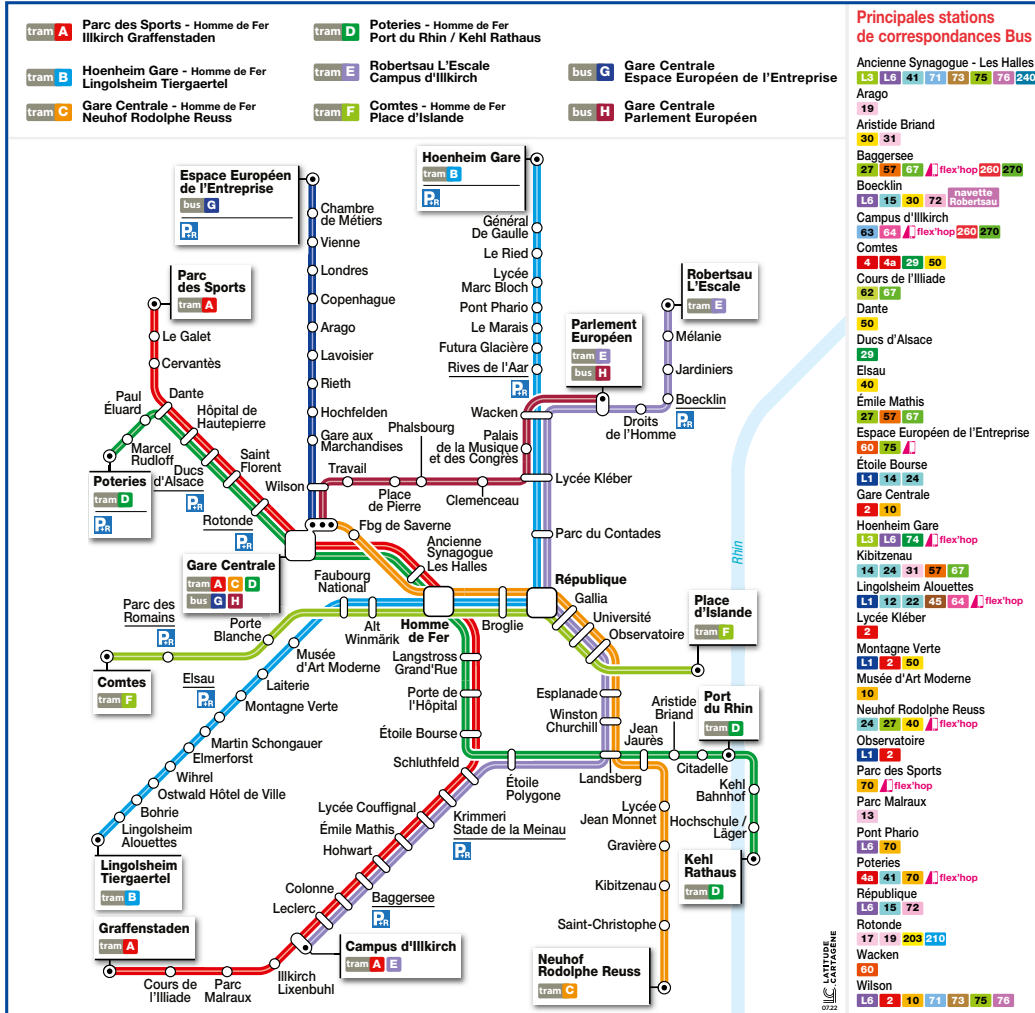 tram A Parc des Sports - Homme de Fer
Illkirch Graffenstaden
tram B Hoenheim Gare - Homme de Fer
Lingolsheim Tiergaertel
tram C Gare Centrale - Homme de Fer
Neuhof Rodolphe Reuss
tram D Poteries - Homme de Fer
Port du Rhin / Kehl Rathaus
tram E Robertsau L'Escale
Campus d'Illkirch
tram F Comtes - Homme de Fer
Place d'Islande
bus G Gare Centrale
Espace Européen de l'Entreprise
bus H Gare Centrale
Parlement Européen
Espace Européen
de l'Entreprise
bus G
P+R
Chambre
de Métiers
Vienne
Londres
Copenhague
Arago
Lavoisier
Rieth
Hochfelden
Gare aux
Marchandises
Wilson
Hoenheim Gare
tram B
P+R
Général
De Gaulle
Le Ried
Lycée
Marc Bloch
Pont Phario
Le Marais
Futura Glacière
Rives de l'Aar
P+R
Wacken
Robertsau
L'Escale
tram E
Mélanie
Jardiniers
Boecklin
P+R
Droits
de l'Homme
Parlement
Européen
tram E
bus H
Palais
de la Musique
et des Congrès
Lycée Kléber
Clemenceau
Phalsbourg
Place
de Pierre
Travail
Parc du Contades
Parc
des Sports
tram A
Le Galet
Cervantès
Dante
Paul
Éluard
Marcel
Rudloff
Poteries
tram D
P+R
Hôpital de
Hautepierre
Ducs
d'Alsace
P+R
Saint
Florent
Rotonde
P+R
Gare Centrale
tram A C D
bus G H
Fbg de Saverne
Ancienne
Synagogue
Les Halles
Faubourg
National
Alt
Winmärik
Homme
de Fer
Broglie
République
Gallia
Université
Observatoire
Place
d'Islande
tram F
Parc des
Romains
P+R
Porte
Blanche
Comtes
tram F
Musée
d'Art Moderne
Laiterie
Elsau
P+R
Montagne Verte
Martin Schongauer
Elmerforst
Wihrel
Ostwald Hôtel de Ville
Bohrie
Lingolsheim
Alouettes
Lingolsheim
Tiergaertel
tram B
Langstross
Grand'Rue
Porte de
l'Hôpital
Étoile Bourse
Schluthfeld
Étoile
Polygone
Krimmeri
Stade de la Meinau
P+R
Lycée Couffignal
Émile Mathis
Hohwart
Baggersee
P+R
Colonne
Leclerc
Campus d'Illkirch
tram A E
Illkirch
Lixenbuhl
Parc
Malraux
Cours de
l'Illiade
Graffenstaden
tram A
Esplanade
Winston
Churchill
Landsberg
Jean
Jaurès
Aristide
Briand
Citadelle
Port
du Rhin
tram D
Kehl
Bahnhof
Hochschule /
Läger
Kehl
Rathaus
tram D
Lycée
Jean Monnet
Gravière
Kibitzenau
Saint-Christophe
Neuhof
Rodolphe Reuss
tram C
Rhin
LATITUDE
CARTAGÈNE
07.22
Principales stations
de correspondances Bus
Ancienne Synagogue - Les Halles
L3 L6 41 71 73 75 76 240
Arago
19
Aristide Briand
30 31
Baggersee
27 57 67 flex'hop 260 270
Boecklin
L6 15 30 72 navette Robertsau
Campus d'Illkirch
63 64 flex'hop 260 270
Comtes
4 4a 29 50
Cours de l'Illiade
62 67
Dante
50
Ducs d'Alsace
29
Elsau
40
Émile Mathis
27 57 67
Espace Européen de l'Entreprise
60 75
Étoile Bourse
L1 14 24
Gare Centrale
2 10
Hoenheim Gare
L3 L6 74 flex'hop
Kibitzenau
14 24 31 57 67
Lingolsheim Alouettes
L1 12 22 45 64 flex'hop
Lycée Kléber
2
Montagne Verte
L1 2 50
Musée d'Art Moderne
10
Neuhof Rodolphe Reuss
24 27 40 flex'hop
Observatoire
L1 2
Parc des Sports
70 flex'hop
Parc Malraux
13
Pont Phario
L6 70
Poteries
4a 41 70 flex'hop
République
L6 15 72
Rotonde
17 19 203 210
Wacken
60
Wilson
L6 2 10 71 73 75 76